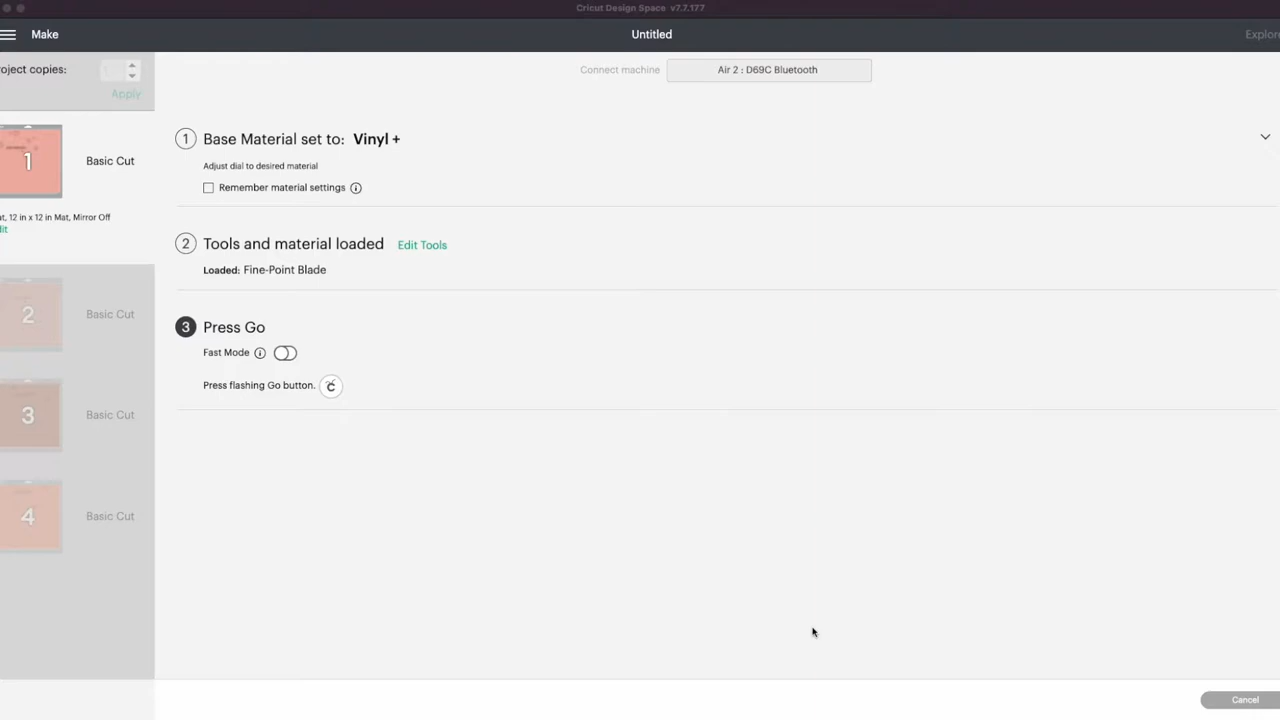 Cricut Design Space v7.7.177
Make
Untitled
Explore
roject copies:
Apply
Connect machine
Air 2 : D69C Bluetooth
1
Basic Cut
at, 12 in x 12 in Mat, Mirror Off
dit
2
Basic Cut
3
Basic Cut
4
Basic Cut
1 Base Material set to: Vinyl +
Adjust dial to desired material
Remember material settings
2 Tools and material loaded Edit Tools
Loaded: Fine-Point Blade
3 Press Go
Fast Mode
Press flashing Go button.
Cancel